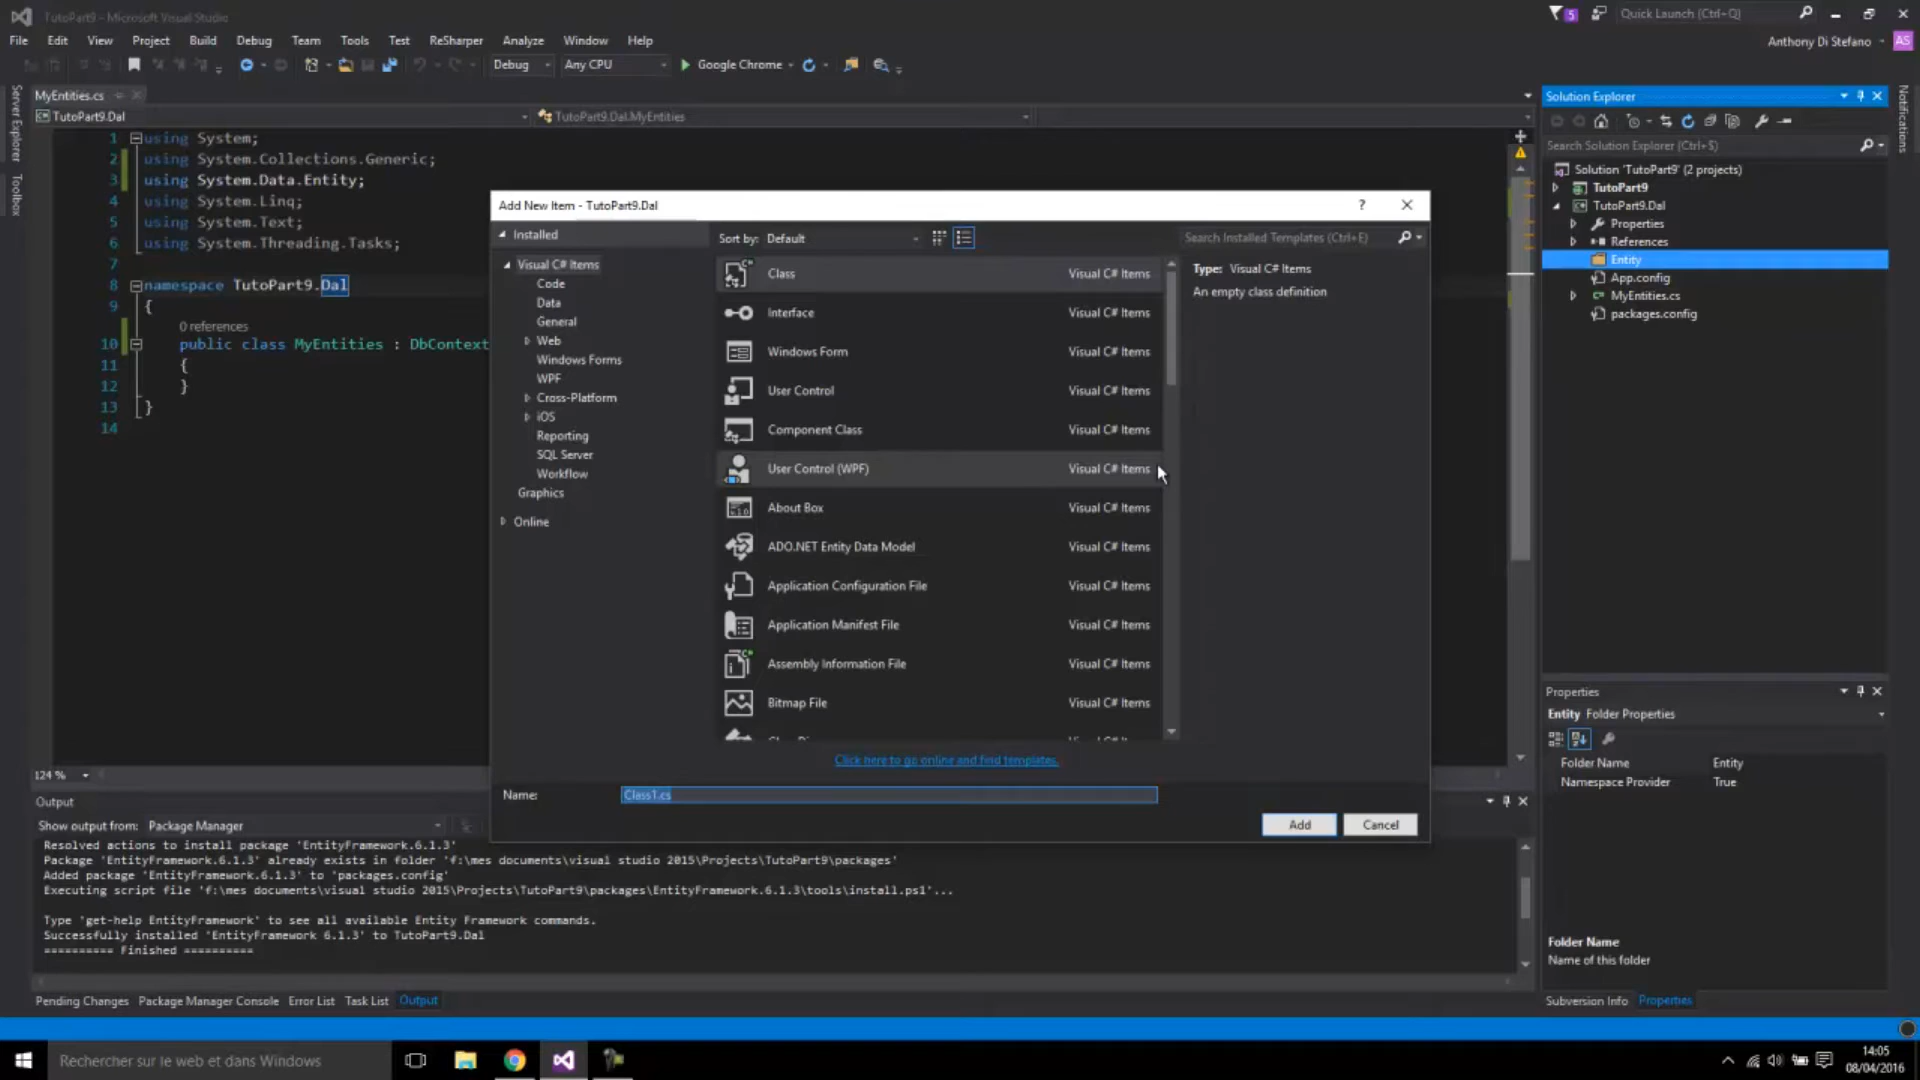 TutoPart9 - Microsoft Visual Studio
5
Quick Launch (Ctrl+Q)
File Edit View Project Build Debug Team Tools Test ReSharper Analyze Window Help
Anthony Di Stefano
AS
Debug Any CPU Google Chrome
Server Explorer
Toolbox
Notifications
MyEntities.cs
TutoPart9.Dal
TutoPart9.Dal.MyEntities
1 using System;
2 using System.Collections.Generic;
3 using System.Data.Entity;
4 using System.Linq;
5 using System.Text;
6 using System.Threading.Tasks;
7
8 namespace TutoPart9.Dal
9 {
0 references
10 public class MyEntities : DbContext
11 {
12 }
13 }
14
124 %
Add New Item - TutoPart9.Dal
?
Installed
Sort by: Default
Search Installed Templates (Ctrl+E)
Visual C# Items
Code
Data
General
Web
Windows Forms
WPF
Cross-Platform
iOS
Reporting
SQL Server
Workflow
Graphics
Online
Class Visual C# Items
Interface Visual C# Items
Windows Form Visual C# Items
User Control Visual C# Items
Component Class Visual C# Items
User Control (WPF) Visual C# Items
About Box Visual C# Items
ADO.NET Entity Data Model Visual C# Items
Application Configuration File Visual C# Items
Application Manifest File Visual C# Items
Assembly Information File Visual C# Items
Bitmap File Visual C# Items
Type: Visual C# Items
An empty class definition
Click here to go online and find templates.
Name: Class1.cs
Add Cancel
Solution Explorer
Search Solution Explorer (Ctrl+$)
Solution 'TutoPart9' (2 projects)
TutoPart9
TutoPart9.Dal
Properties
References
Entity
App.config
MyEntities.cs
packages.config
Properties
Entity Folder Properties
Folder Name Entity
Namespace Provider True
Folder Name
Name of this folder
Subversion Info Properties
Output
Show output from: Package Manager
Resolved actions to install package 'EntityFramework.6.1.3'
Package 'EntityFramework.6.1.3' already exists in folder 'f:\mes documents\visual studio 2015\Projects\TutoPart9\packages'
Added package 'EntityFramework.6.1.3' to 'packages.config'
Executing script file 'f:\mes documents\visual studio 2015\Projects\TutoPart9\packages\EntityFramework.6.1.3\tools\install.ps1'...
Type 'get-help EntityFramework' to see all available Entity Framework commands.
Successfully installed 'EntityFramework 6.1.3' to TutoPart9.Dal
========== Finished ==========
Pending Changes Package Manager Console Error List Task List Output
Rechercher sur le web et dans Windows
14:05
08/04/2016